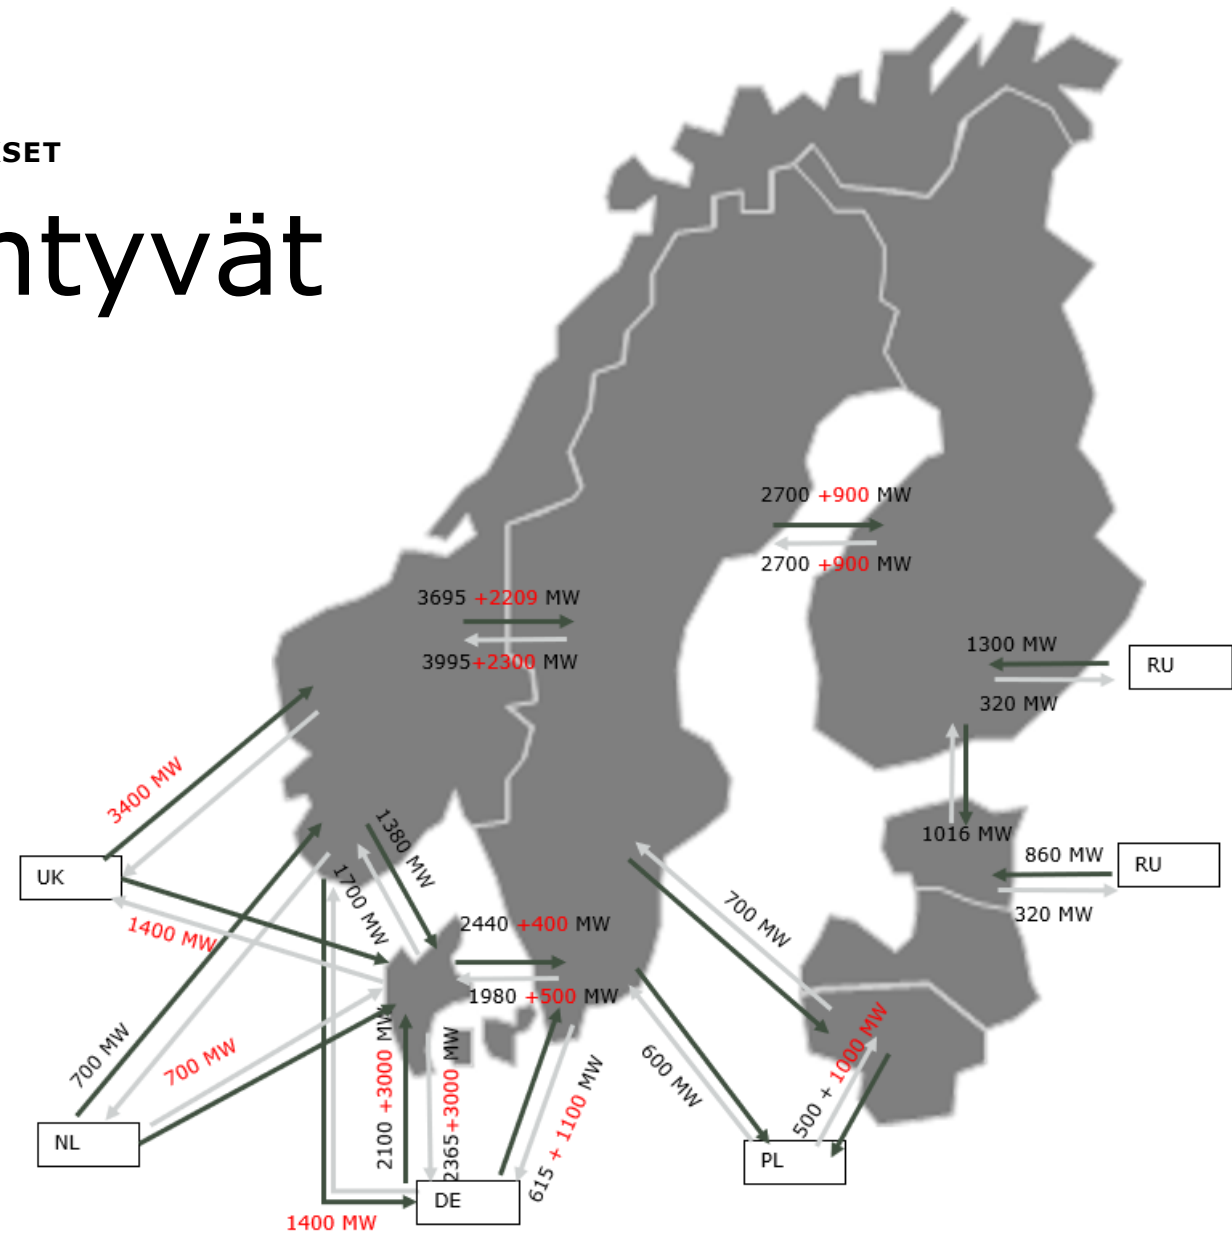 SET
ntyvät
2700 +900 MW
2700 +900 MW
3695 +2209 MW
3995+2300 MW
1300 MW
RU
320 MW
3400 MW
1380 MW
1016 MW
860 MW
RU
320 MW
UK
1700 MW
1400 MW
2440 +400 MW
700 MW
1980 +500 MW
700 MW
700 MW
2100 +3000 MW
2365+3000 MW
615 + 1100 MW
600 MW
500 + 1000 MW
NL
PL
DE
1400 MW